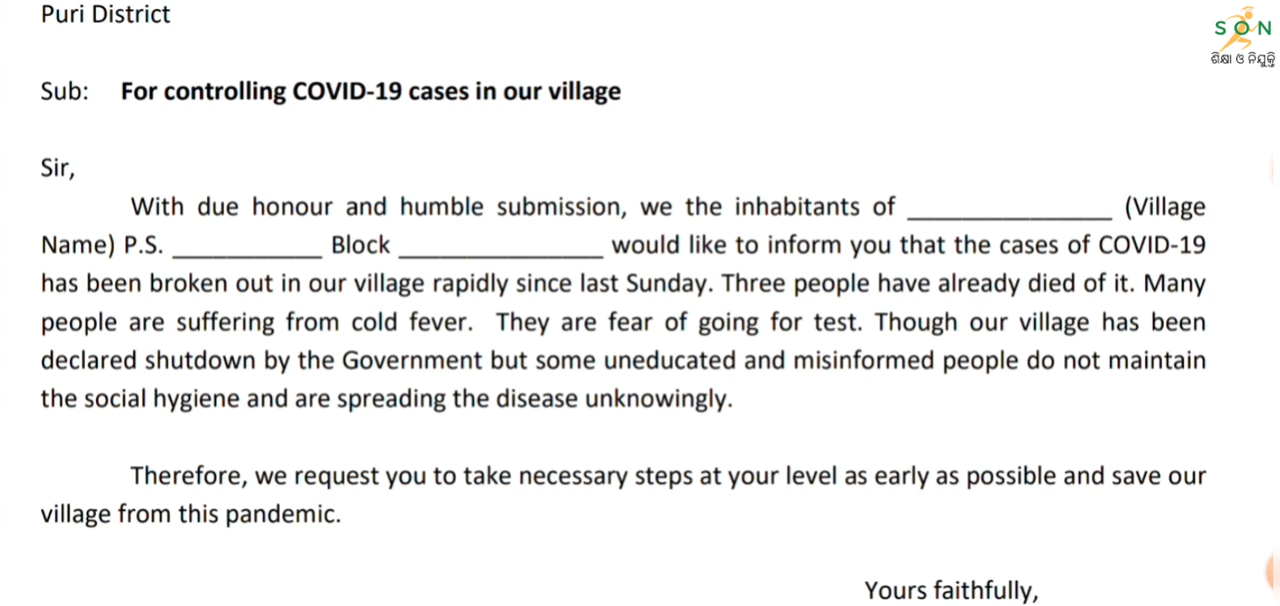 Puri District
S O N
ଶିକ୍ଷା ଓ ନିଯୁକ୍ତି
Sub: For controlling COVID-19 cases in our village
Sir,
With due honour and humble submission, we the inhabitants of _______________ (Village
Name) P.S. ___________ Block _______________ would like to inform you that the cases of COVID-19
has been broken out in our village rapidly since last Sunday. Three people have already died of it. Many
people are suffering from cold fever. They are fear of going for test. Though our village has been
declared shutdown by the Government but some uneducated and misinformed people do not maintain
the social hygiene and are spreading the disease unknowingly.
Therefore, we request you to take necessary steps at your level as early as possible and save our
village from this pandemic.
Yours faithfully,